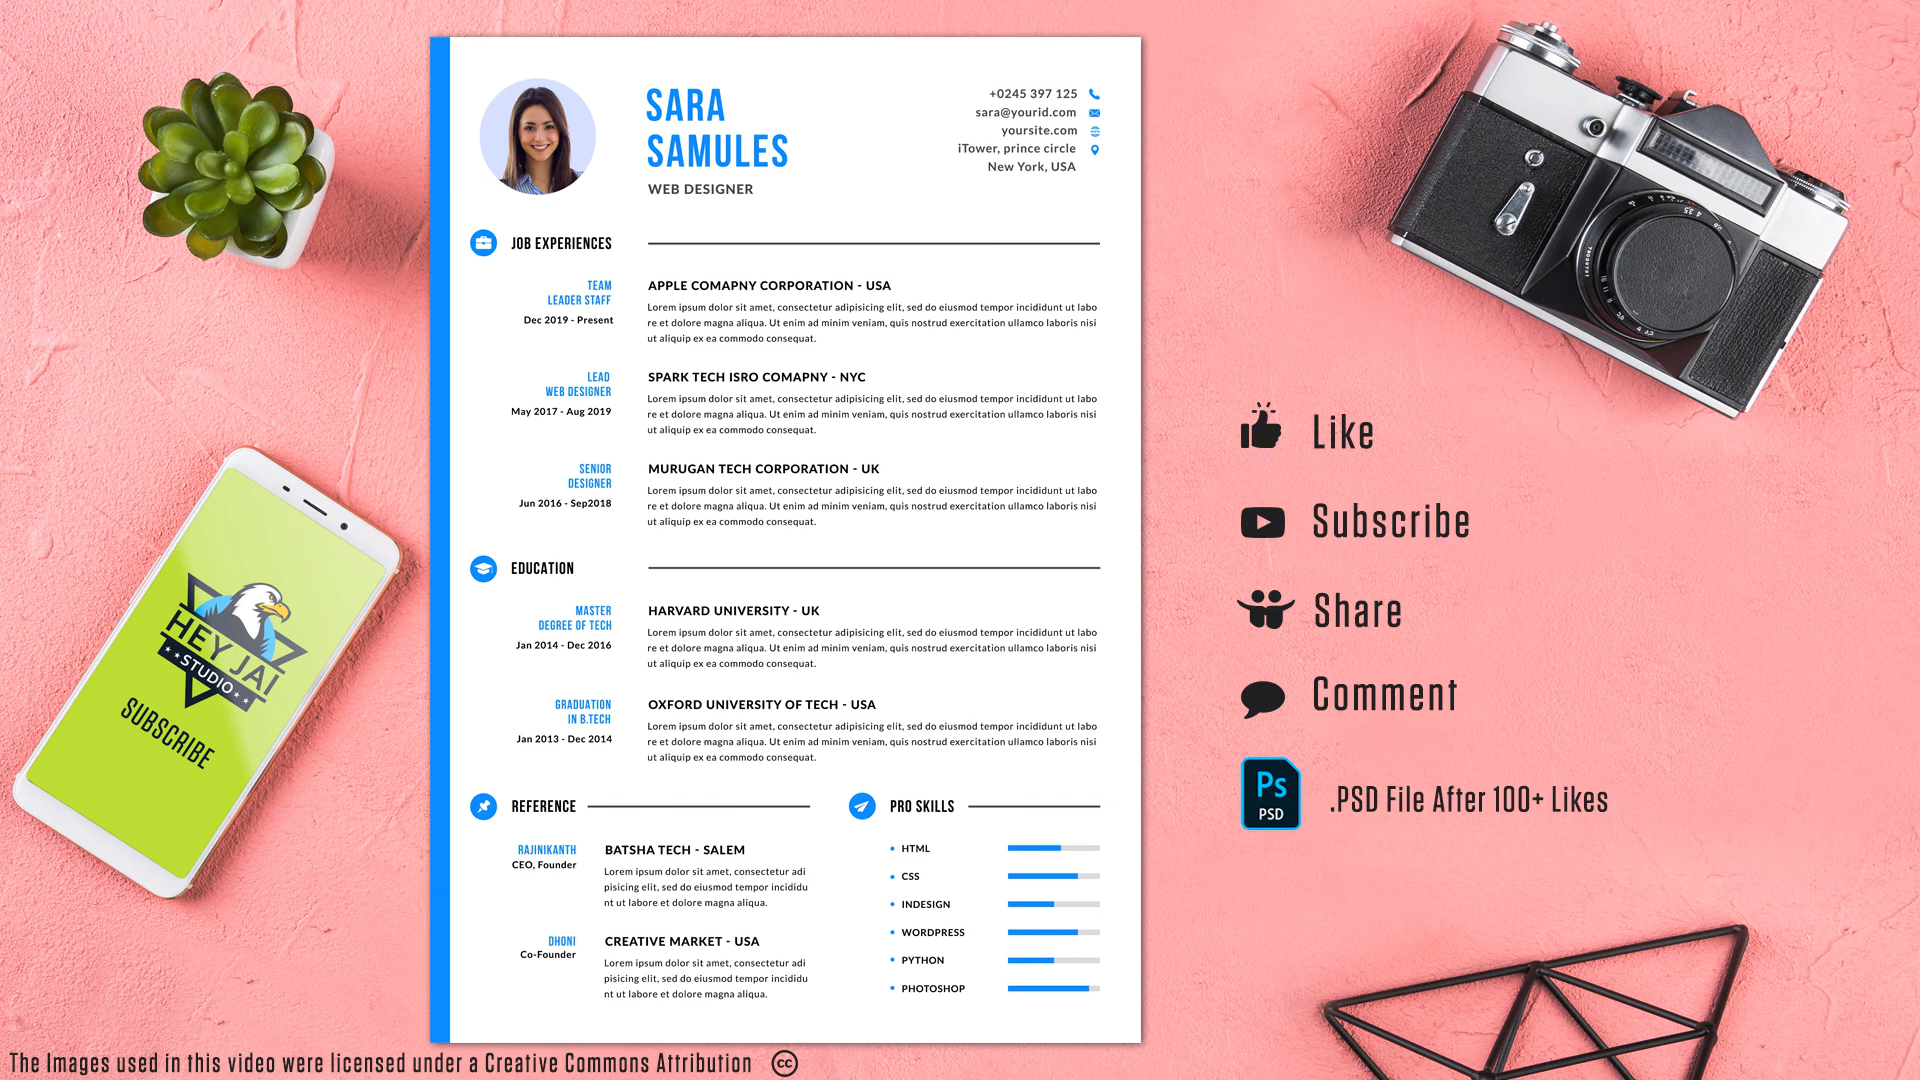 SARA
SAMULES
WEB DESIGNER
+0245 397 125
sara@yourid.com
yoursite.com
iTower, prince circle
New York, USA
JOB EXPERIENCES
TEAM
LEADER STAFF
Dec 2019 - Present
APPLE COMAPNY CORPORATION - USA
Lorem ipsum dolor sit amet, consectetur adipisicing elit, sed do eiusmod tempor incididunt ut labo
re et dolore magna aliqua. Ut enim ad minim veniam, quis nostrud exercitation ullamco laboris nisi
ut aliquip ex ea commodo consequat.
LEAD
WEB DESIGNER
May 2017 - Aug 2019
SPARK TECH ISRO COMAPNY - NYC
Lorem ipsum dolor sit amet, consectetur adipisicing elit, sed do eiusmod tempor incididunt ut labo
re et dolore magna aliqua. Ut enim ad minim veniam, quis nostrud exercitation ullamco laboris nisi
ut aliquip ex ea commodo consequat.
SENIOR
DESIGNER
Jun 2016 - Sep2018
MURUGAN TECH CORPORATION - UK
Lorem ipsum dolor sit amet, consectetur adipisicing elit, sed do eiusmod tempor incididunt ut labo
re et dolore magna aliqua. Ut enim ad minim veniam, quis nostrud exercitation ullamco laboris nisi
ut aliquip ex ea commodo consequat.
EDUCATION
MASTER
DEGREE OF TECH
Jan 2014 - Dec 2016
HARVARD UNIVERSITY - UK
Lorem ipsum dolor sit amet, consectetur adipisicing elit, sed do eiusmod tempor incididunt ut labo
re et dolore magna aliqua. Ut enim ad minim veniam, quis nostrud exercitation ullamco laboris nisi
ut aliquip ex ea commodo consequat.
GRADUATION
IN B.TECH
Jan 2013 - Dec 2014
OXFORD UNIVERSITY OF TECH - USA
Lorem ipsum dolor sit amet, consectetur adipisicing elit, sed do eiusmod tempor incididunt ut labo
re et dolore magna aliqua. Ut enim ad minim veniam, quis nostrud exercitation ullamco laboris nisi
ut aliquip ex ea commodo consequat.
REFERENCE
RAJINIKANTH
CEO, Founder
BATSHA TECH - SALEM
Lorem ipsum dolor sit amet, consectetur adi
pisicing elit, sed do eiusmod tempor incididu
nt ut labore et dolore magna aliqua.
DHONI
Co-Founder
CREATIVE MARKET - USA
Lorem ipsum dolor sit amet, consectetur adi
pisicing elit, sed do eiusmod tempor incididu
nt ut labore et dolore magna aliqua.
PRO SKILLS
HTML
CSS
INDESIGN
WORDPRESS
PYTHON
PHOTOSHOP
HEY JAI
STUDIO
SUBSCRIBE
Like
Subscribe
Share
Comment
Ps
PSD
.PSD File After 100+ Likes
The Images used in this video were licensed under a Creative Commons Attribution
cc